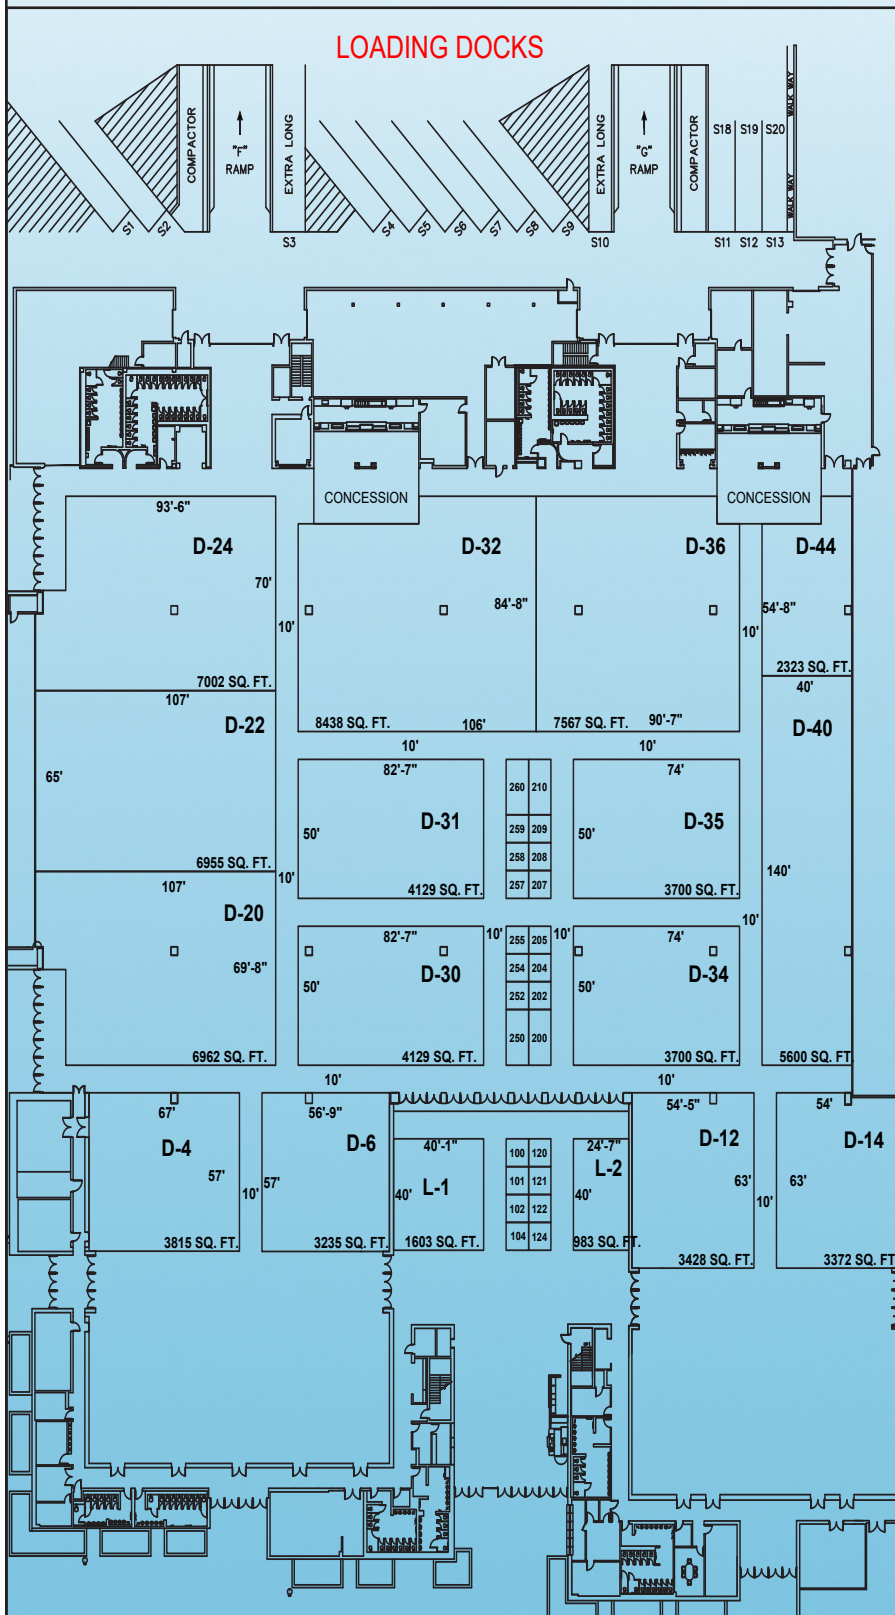 LOADING DOCKS
COMPACTOR
"F"
RAMP
EXTRA LONG
EXTRA LONG
"G"
RAMP
COMPACTOR
S18 S19 S20
WALK WAY
WALK WAY
S1 S2 S3 S4 S5 S6 S7 S8 S9 S10 S11 S12 S13
CONCESSION
CONCESSION
93'-6"
D-24
70'
7002 SQ. FT.
10'
D-32
84'-8"
8438 SQ. FT.
106'
D-36
7567 SQ. FT.
90'-7"
10'
D-44
54'-8"
2323 SQ. FT.
107'
D-22
65'
6955 SQ. FT.
10'
10'
40'
D-40
140'
5600 SQ. FT.
82'-7"
D-31
50'
4129 SQ. FT.
260 210
259 209
258 208
257 207
74'
D-35
50'
3700 SQ. FT.
10'
107'
D-20
69'-8"
6962 SQ. FT.
82'-7"
D-30
50'
4129 SQ. FT.
10'
255 205
254 204
252 202
250 200
10'
74'
D-34
50'
3700 SQ. FT.
10'
10'
10'
67'
D-4
57'
3815 SQ. FT.
10'
56'-9"
D-6
57'
3235 SQ. FT.
40'-1"
L-1
40'
1603 SQ. FT.
100 120
101 121
102 122
104 124
24'-7"
L-2
40'
983 SQ. FT.
54'-5"
D-12
63'
3428 SQ. FT.
10'
54'
D-14
63'
3372 SQ. FT